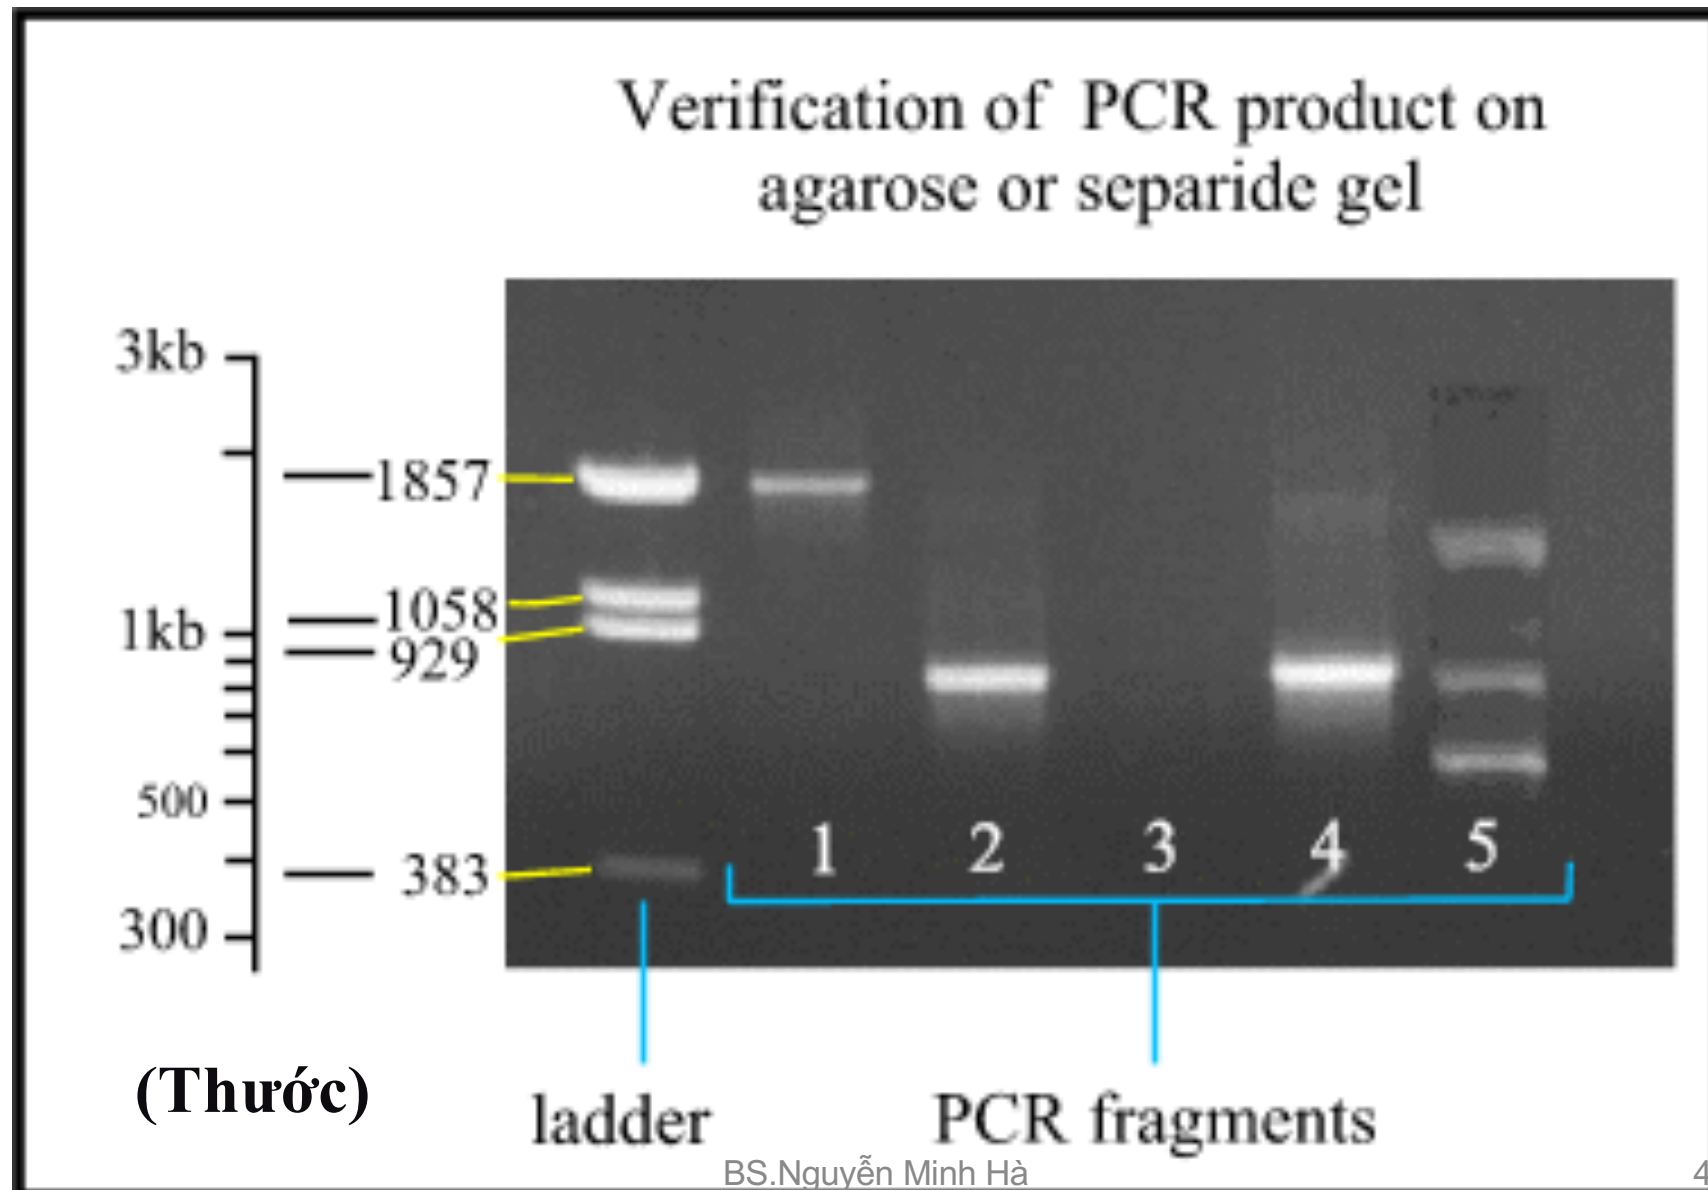 Verification of PCR product on
agarose or separide gel
3kb
1857
1058
1kb
929
500
383
300
1 2 3 4 5
(Thước)
ladder
PCR fragments
BS.Nguyễn Minh Hà
4